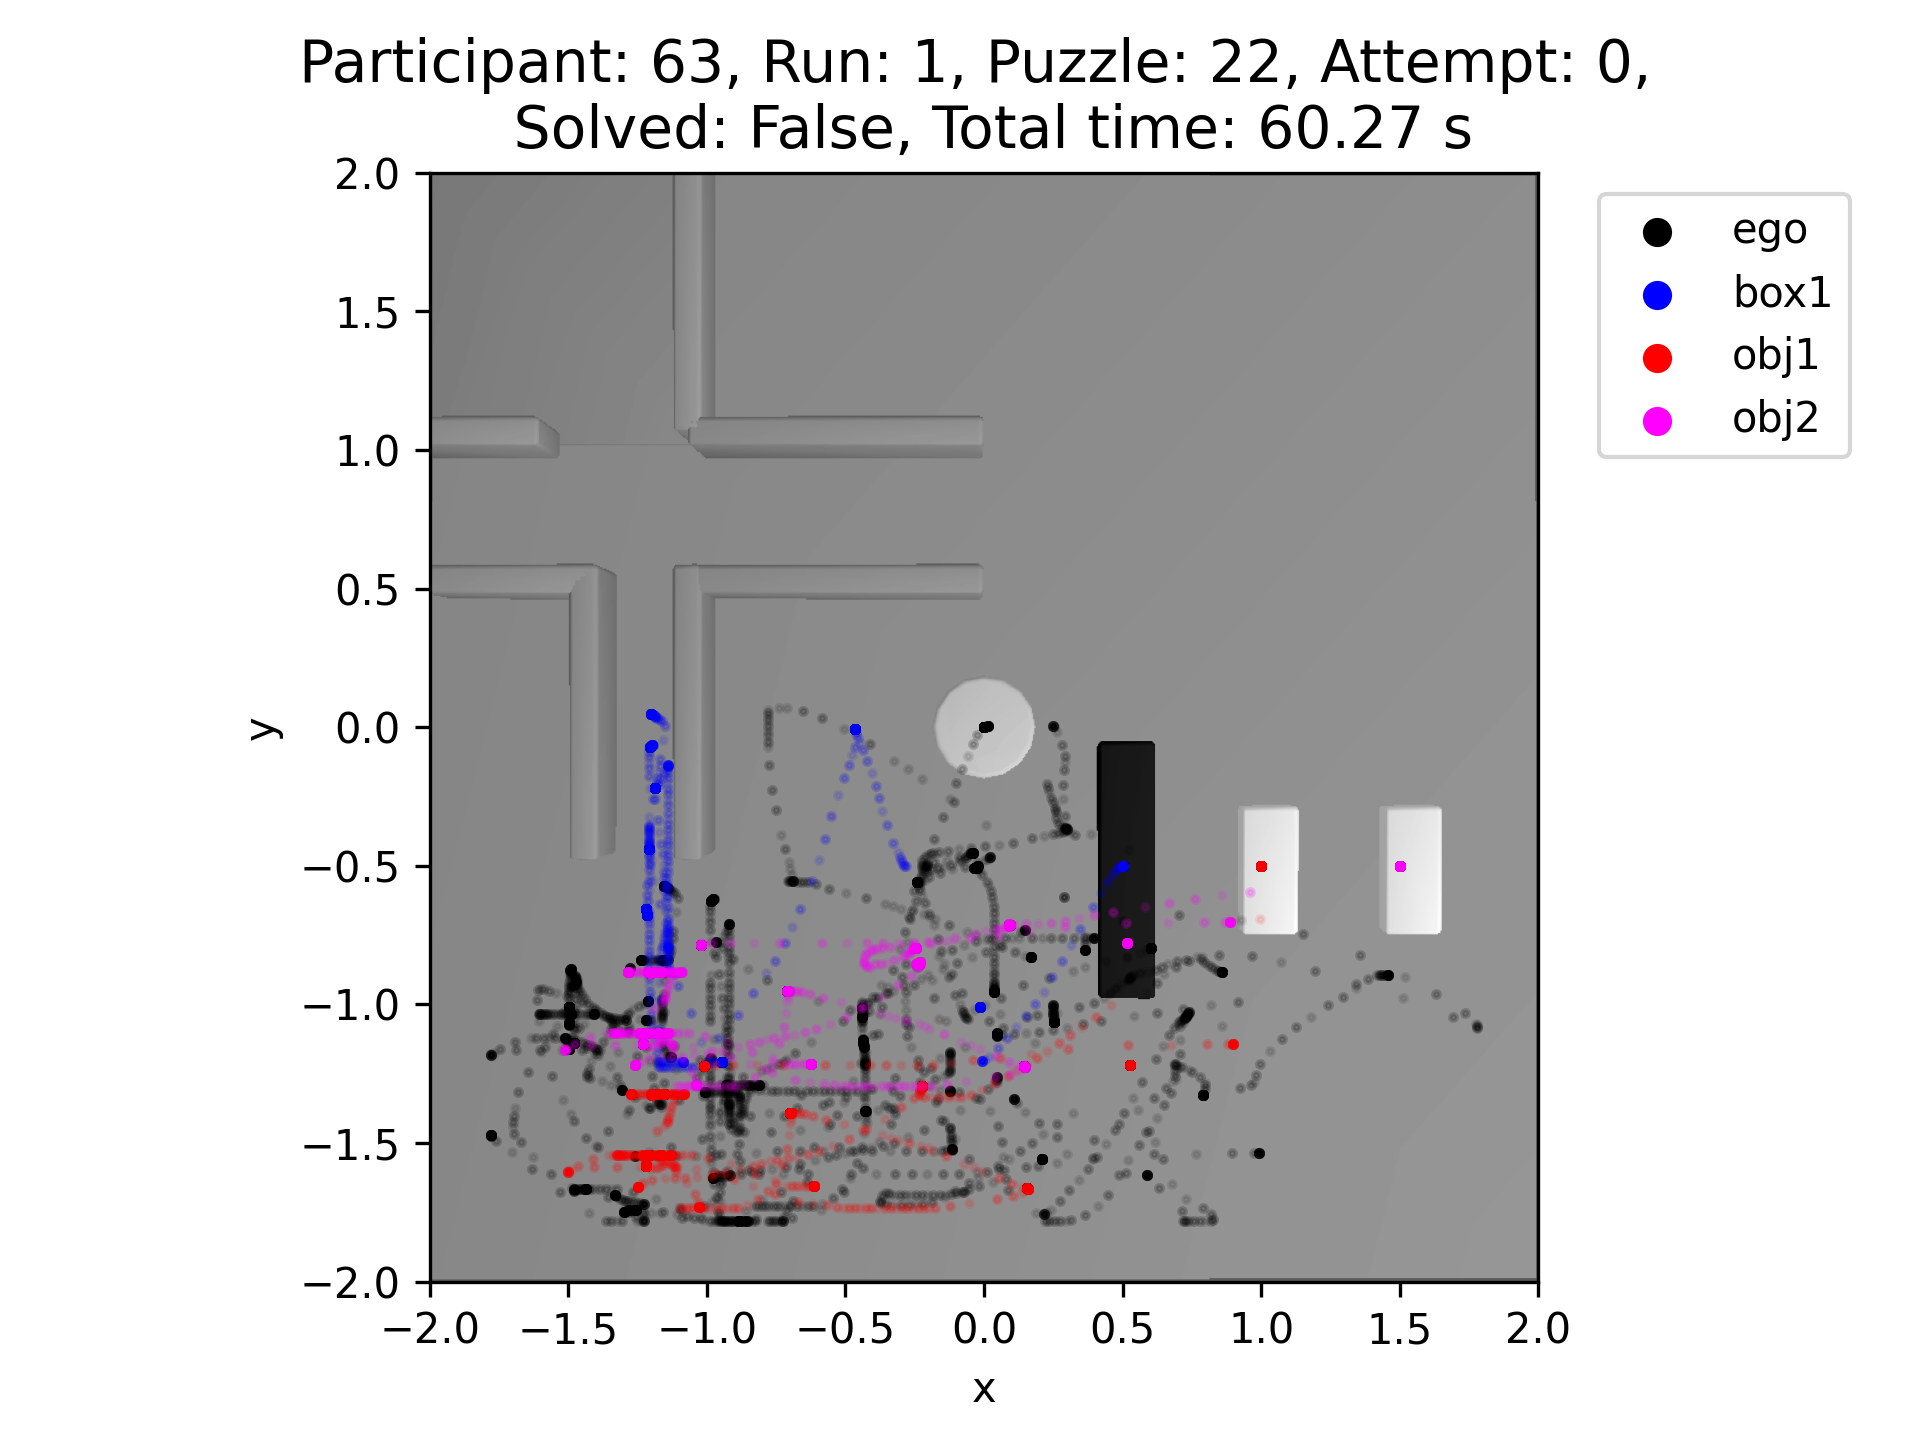 Participant: 63, Run: 1, Puzzle: 22, Attempt: 0,
Solved: False, Total time: 60.27 s
ego
box1
obj1
obj2
2.0
1.5
1.0
0.5
0.0
−0.5
−1.0
−1.5
−2.0
y
−2.0 −1.5 −1.0 −0.5 0.0 0.5 1.0 1.5 2.0
x